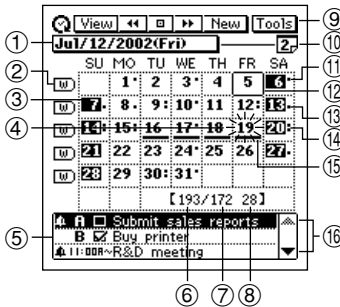 View New Tools ⑨
① Jul/12/2002(Fri) 2 ⑩
SU MO TU WE TH FR SA ⑪
② W 1 2 3 4 5 6 ⑫
③ W 7 8 9 10 11 12 13 ⑬
④ W 14 15 16 17 18 19 20 ⑭
W 21 22 23 24 25 26 27 ⑮
W 28 29 30 31
【193/172 28】
⑤ A Submit sales reports ⑯
B Buy printer
11:00A~R&D meeting
⑥ ⑦ ⑧